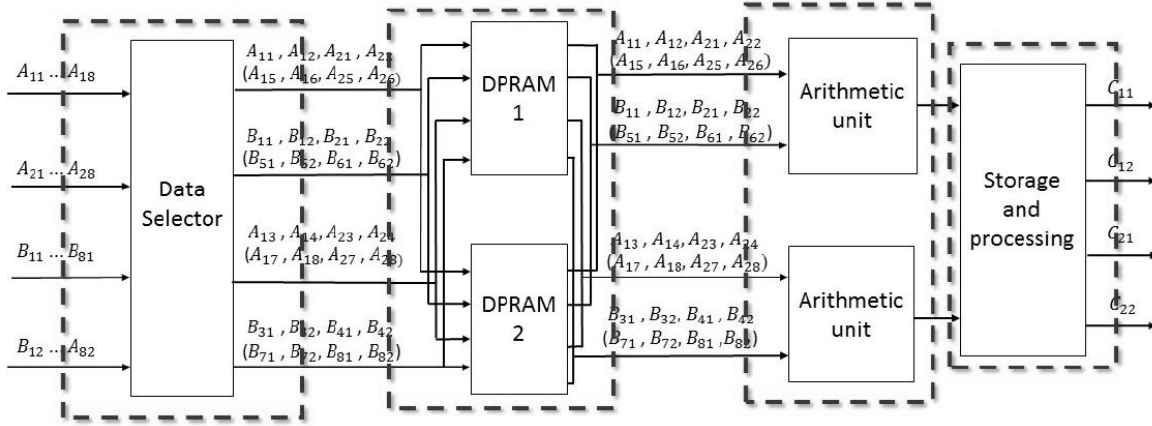 A₁₁ ... A₁₈
A₂₁ ... A₂₈
B₁₁ ... B₈₁
B₁₂ ... A₈₂
Data
Selector
A₁₁ , A₁₂, A₂₁ , A₂₂
(A₁₅ , A₁₆ , A₂₅ , A₂₆)
B₁₁ , B₁₂, B₂₁ , B₂₂
(B₅₁ , B₅₂ , B₆₁ , B₆₂)
A₁₃ , A₁₄, A₂₃ , A₂₄
(A₁₇ , A₁₈, A₂₇ , A₂₈)
B₃₁ , B₃₂, B₄₁ , B₄₂
(B₇₁ , B₇₂ , B₈₁ , B₈₂)
DPRAM
1
DPRAM
2
A₁₁ , A₁₂, A₂₁ , A₂₂
(A₁₅ , A₁₆ , A₂₅ , A₂₆)
B₁₁ , B₁₂, B₂₁ , B₂₂
(B₅₁ , B₅₂ , B₆₁ , B₆₂)
A₁₃ , A₁₄, A₂₃ , A₂₄
(A₁₇ , A₁₈, A₂₇ , A₂₈)
B₃₁ , B₃₂, B₄₁ , B₄₂
(B₇₁ , B₇₂ , B₈₁ , B₈₂)
Arithmetic
unit
Arithmetic
unit
Storage
and
processing
C₁₁
C₁₂
C₂₁
C₂₂